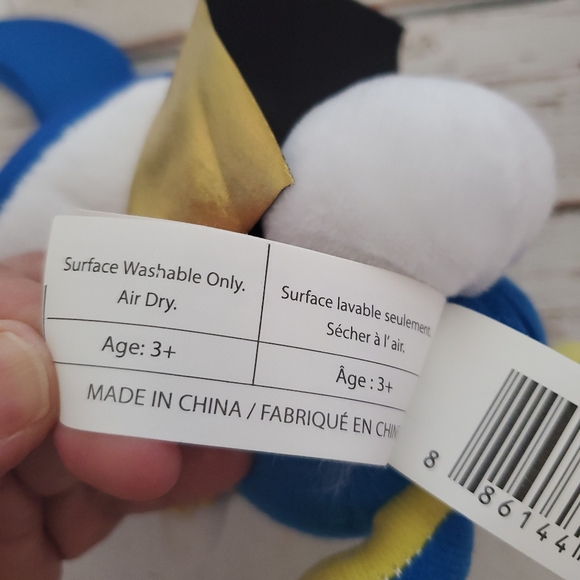 Surface Washable Only.
Air Dry.
Surface lavable seulement.
Sécher à l'air.
Age: 3+
Âge : 3+
MADE IN CHINA / FABRIQUÉ EN
8 86144